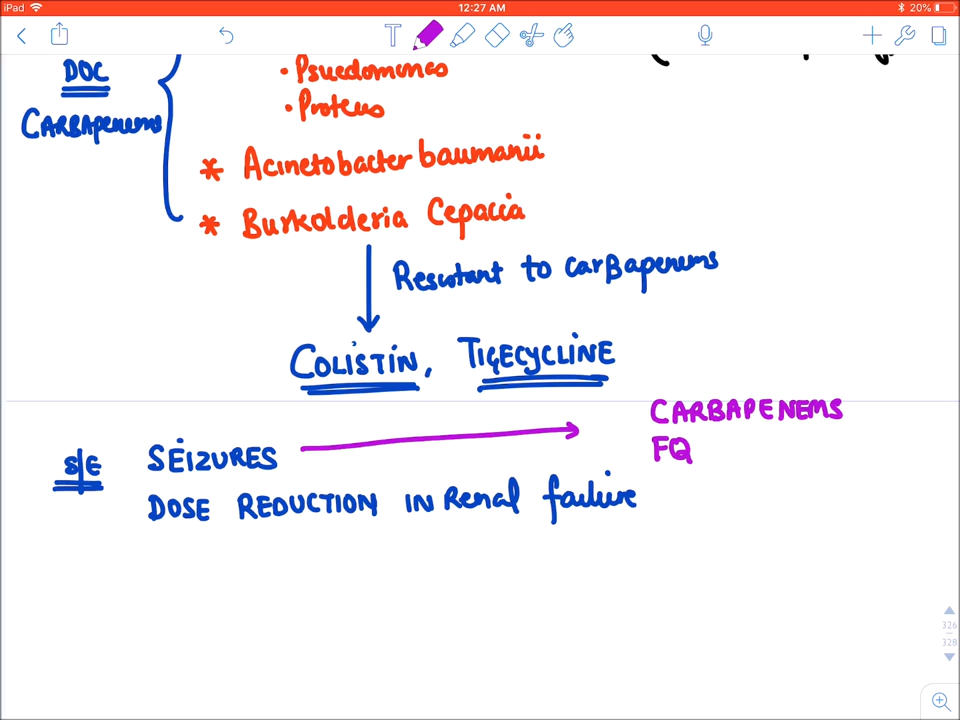 iPad 12:27 AM 20%
T
DOC
CARBAPENEMS
• Psuedomonas
• Proteus
* Acinetobacter baumanii
* Burkolderia Cepacia
Resistant to carbapenems
COLISTIN, TIGECYCLINE
S/E SEIZURES CARBAPENEMS
FQ
DOSE REDUCTION IN Renal failure
326
328